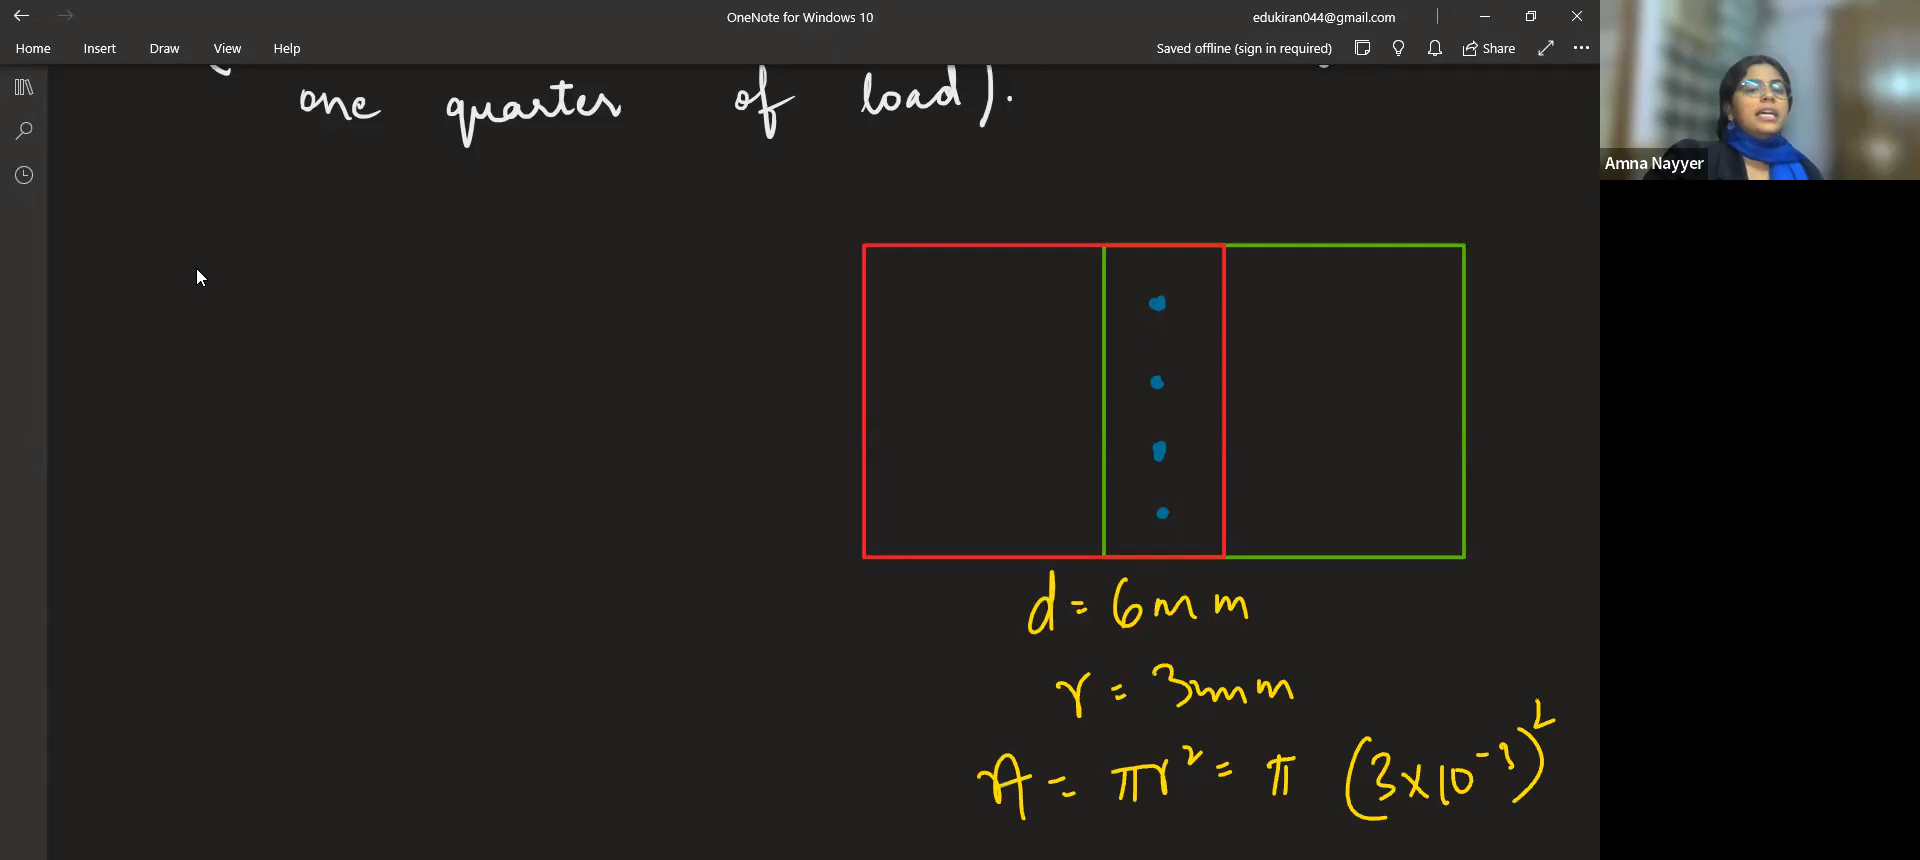 OneNote for Windows 10
edukiran044@gmail.com
Home Insert Draw View Help
Saved offline (sign in required)
Share
Amna Nayyer
one quarter of load).
d = 6mm
r = 3mm
A = πr² = π (3×10⁻³)²